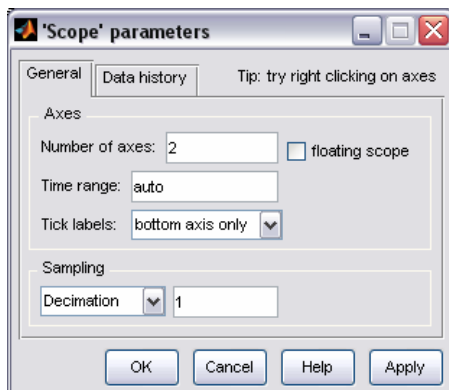 'Scope' parameters
General Data history Tip: try right clicking on axes
Axes
Number of axes: 2 floating scope
Time range: auto
Tick labels: bottom axis only
Sampling
Decimation 1
OK Cancel Help Apply